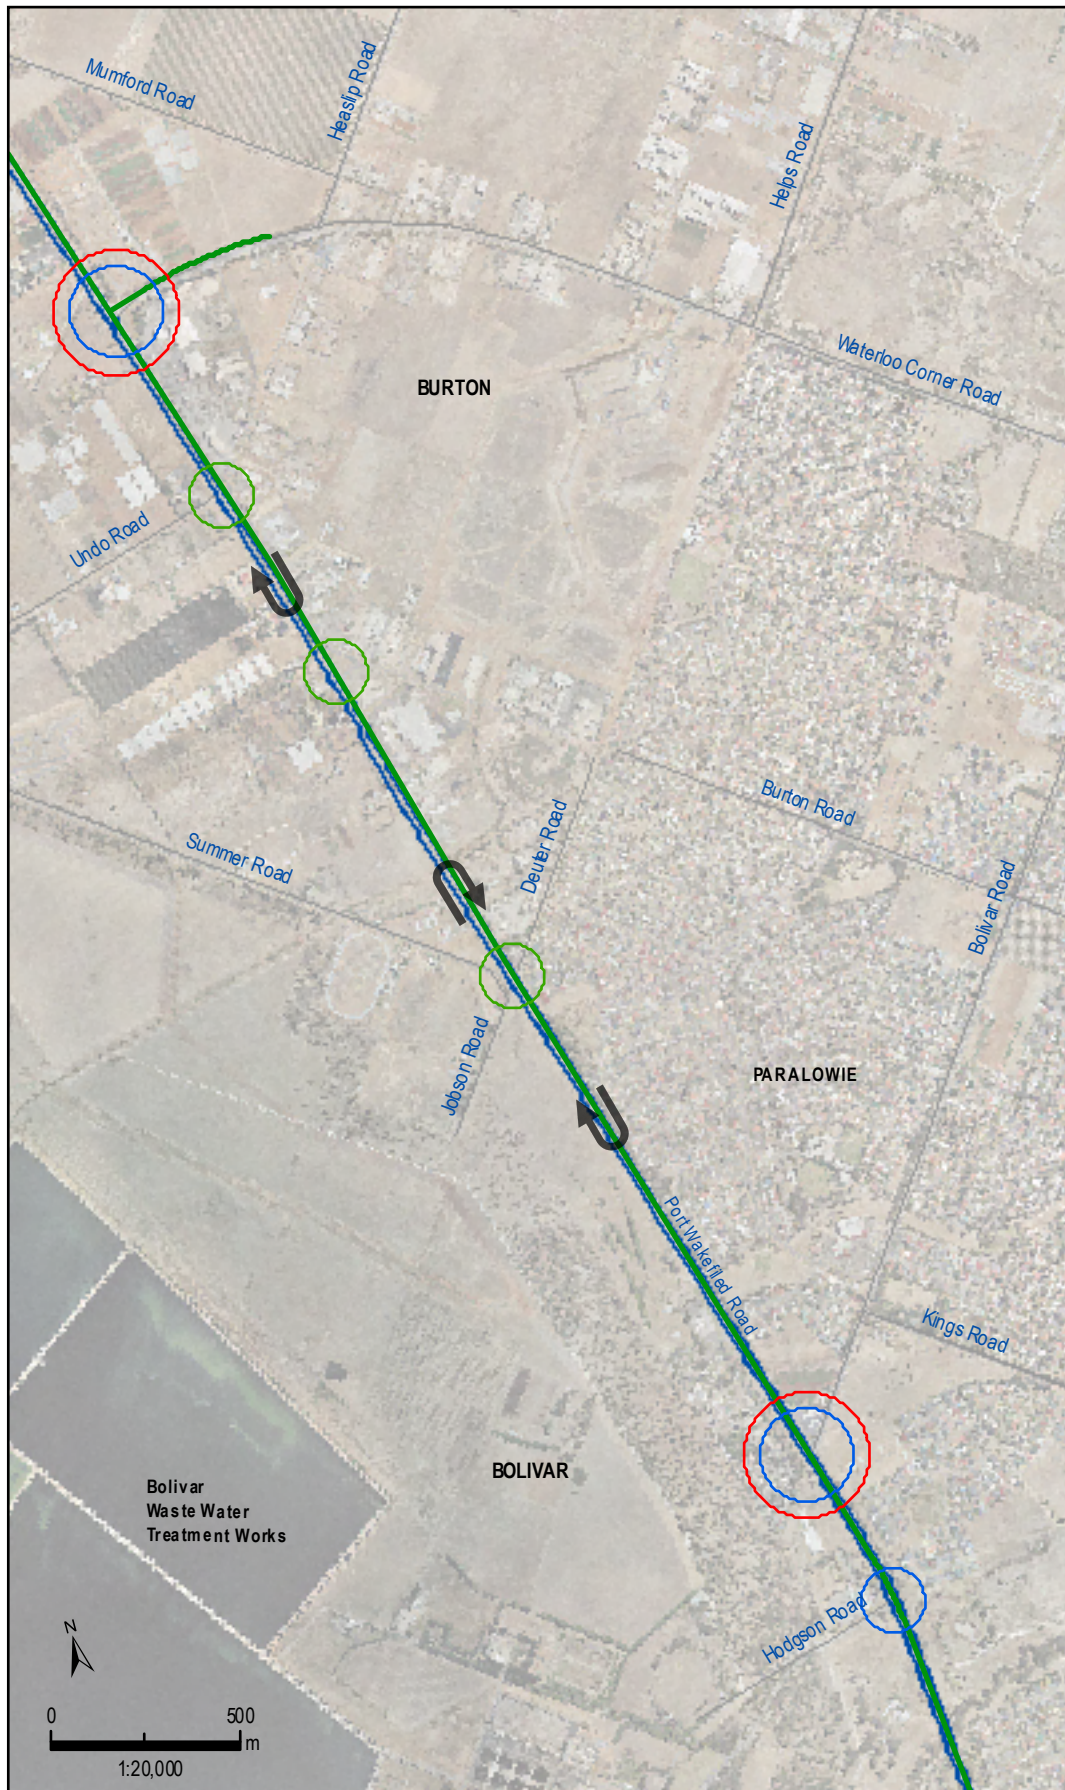 Mumford Road
Heaslip Road
Helps Road
Waterloo Corner Road
BURTON
Undo Road
Burton Road
Deuter Road
Summer Road
Bolivar Road
Jobson Road
PARALOWIE
Port Wakefiled Road
Kings Road
BOLIVAR
Bolivar
Waste Water
Treatment Works
Hodgson Road
N
0 500
m
1:20,000